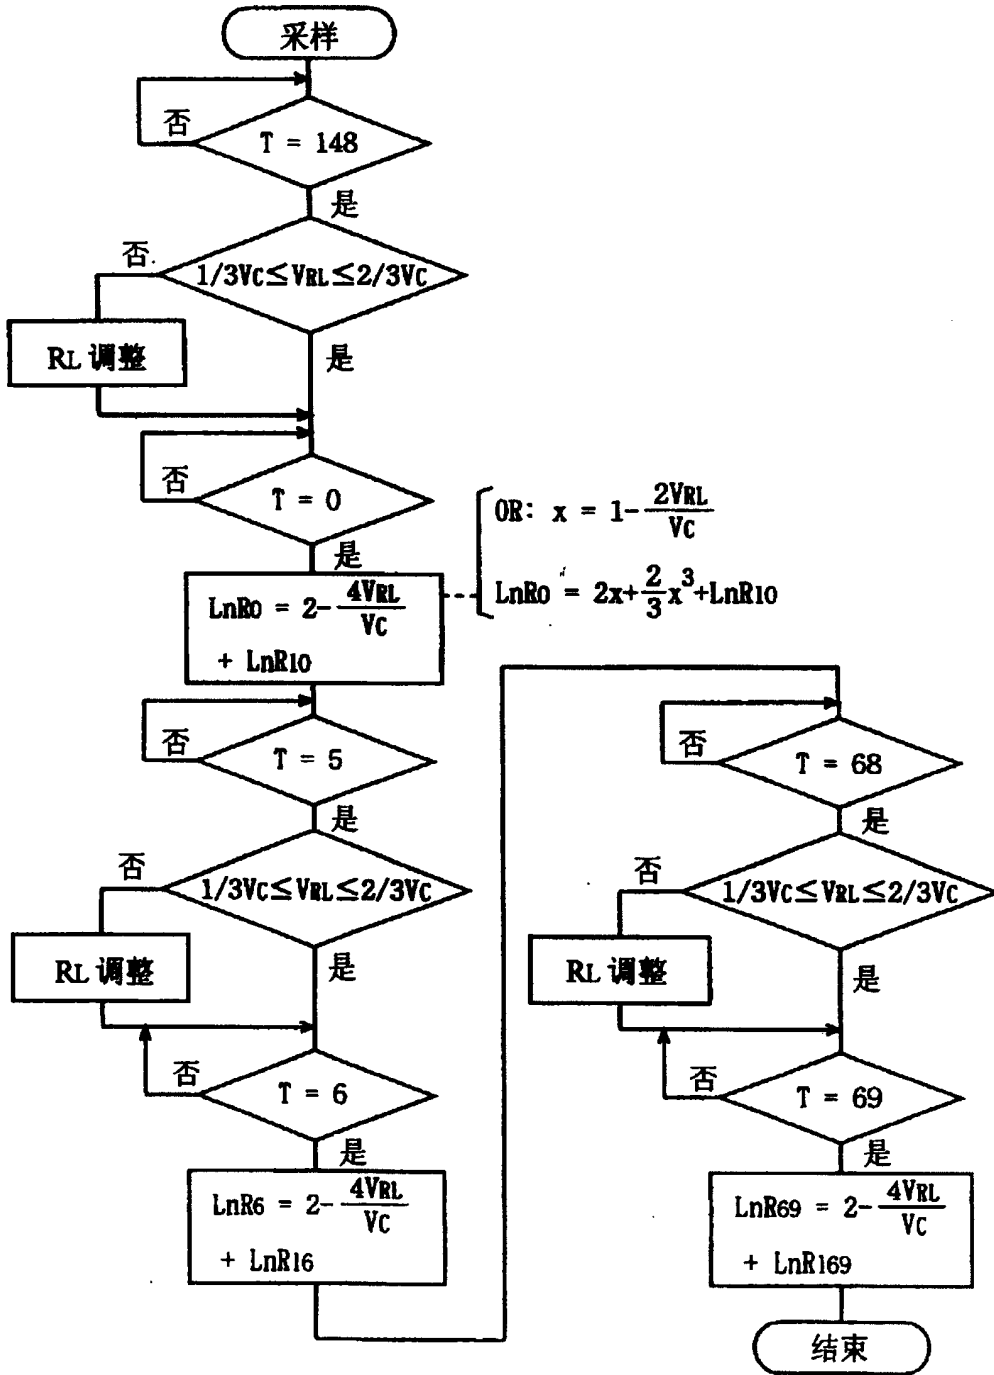 采样
否
T = 148
是
否
1/3VC≤VRL≤2/3VC
RL 调整
是
否
T = 0
是
OR: x = 1-2VRL/VC
LnR0 = 2x+2/3x³+LnR10
LnR0 = 2-4VRL/VC
+ LnR10
否
T = 5
是
否
1/3VC≤VRL≤2/3VC
RL 调整
是
否
T = 6
是
LnR6 = 2-4VRL/VC
+ LnR16
否
T = 68
是
否
1/3VC≤VRL≤2/3VC
RL 调整
是
否
T = 69
是
LnR69 = 2-4VRL/VC
+ LnR169
结束